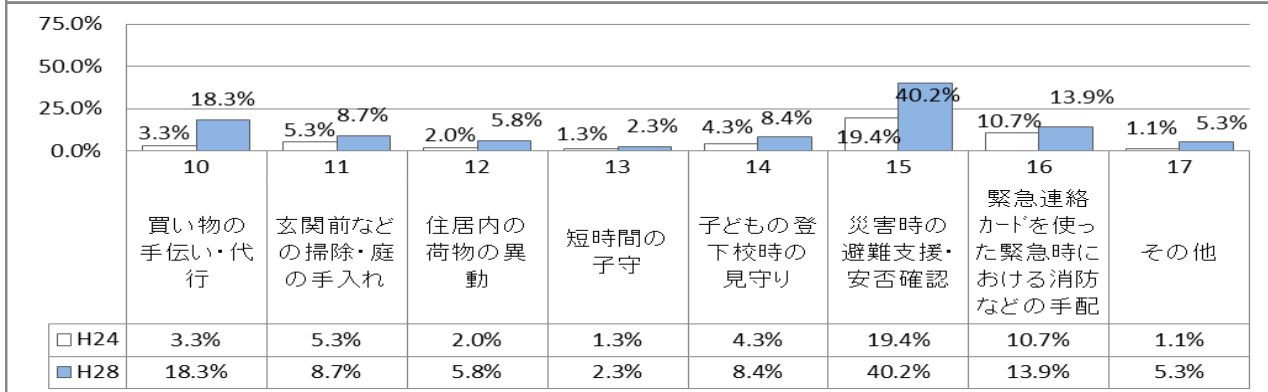 75.0%
50.0%
25.0%
0.0%
3.3%
18.3%
5.3%
8.7%
2.0%
5.8%
1.3%
2.3%
4.3%
8.4%
19.4%
40.2%
10.7%
13.9%
1.1%
5.3%
10 11 12 13 14 15 16 17
買い物の
手伝い・代
行
玄関前など
の掃除・庭
の手入れ
住居内の
荷物の異
動
短時間の
子守
子どもの登
下校時の
見守り
災害時の
避難支援・
安否確認
緊急連絡
カードを使っ
た緊急時に
おける消防
などの手配
その他
H24 3.3% 5.3% 2.0% 1.3% 4.3% 19.4% 10.7% 1.1%
H28 18.3% 8.7% 5.8% 2.3% 8.4% 40.2% 13.9% 5.3%